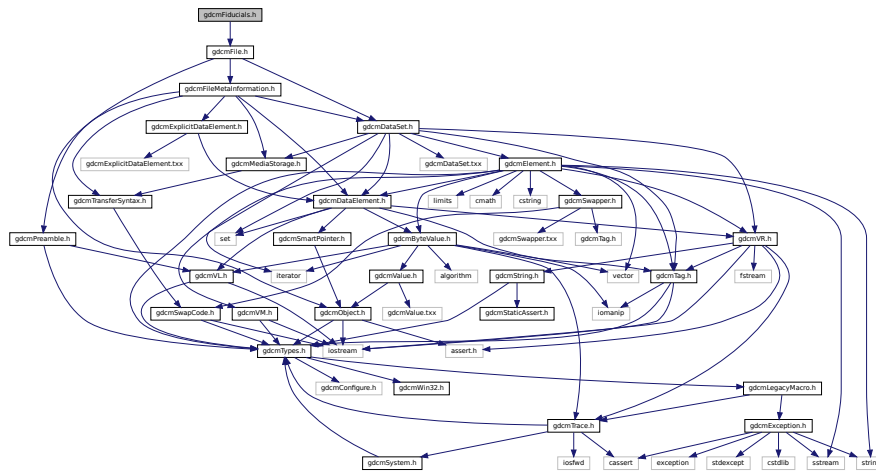 gdcmFiducials.h
gdcmFile.h
gdcmFileMetaInformation.h
gdcmExplicitDataElement.h
gdcmDataSet.h
gdcmExplicitDataElement.txx
gdcmMediaStorage.h
gdcmDataSet.txx
gdcmElement.h
gdcmTransferSyntax.h
gdcmDataElement.h
limits
cmath
cstring
gdcmSwapper.h
gdcmPreamble.h
set
gdcmSmartPointer.h
gdcmByteValue.h
gdcmSwapper.txx
gdcmTag.h
gdcmVR.h
gdcmVL.h
iterator
gdcmValue.h
algorithm
gdcmString.h
vector
gdcmTag.h
fstream
gdcmSwapCode.h
gdcmVM.h
gdcmObject.h
gdcmValue.txx
gdcmStaticAssert.h
iomanip
gdcmTypes.h
iostream
assert.h
gdcmConfigure.h
gdcmWin32.h
gdcmLegacyMacro.h
gdcmTrace.h
gdcmException.h
gdcmSystem.h
iosfwd
cassert
exception
stdexcept
cstdlib
sstream
strin